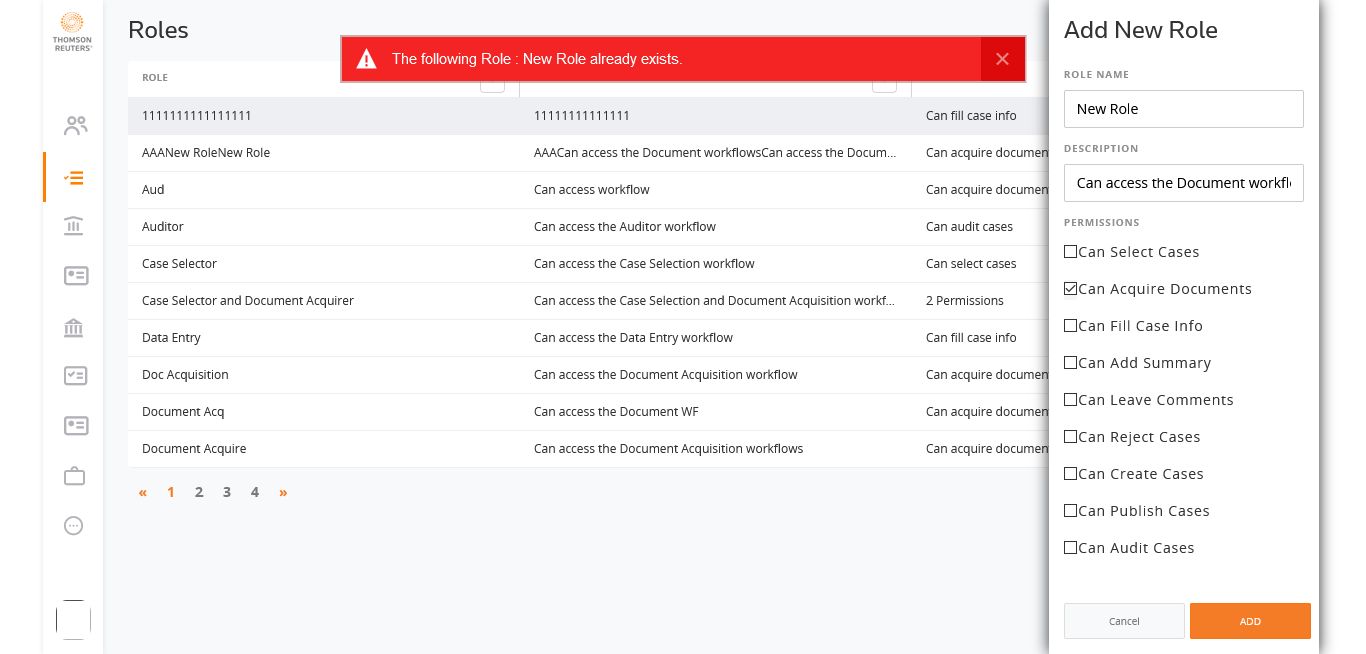 THOMSON
REUTERS®
Roles
The following Role : New Role already exists.
ROLE
1111111111111111 11111111111111 Can fill case info
AAANew RoleNew Role AAACan access the Document workflowsCan access the Docum... Can acquire documen
Aud Can access workflow Can acquire documen
Auditor Can access the Auditor workflow Can audit cases
Case Selector Can access the Case Selection workflow Can select cases
Case Selector and Document Acquirer Can access the Case Selection and Document Acquisition workf... 2 Permissions
Data Entry Can access the Data Entry workflow Can fill case info
Doc Acquisition Can access the Document Acquisition workflow Can acquire documen
Document Acq Can access the Document WF Can acquire documen
Document Acquire Can access the Document Acquisition workflows Can acquire documen
« 1 2 3 4 »
Add New Role
ROLE NAME
New Role
DESCRIPTION
Can access the Document workfl
PERMISSIONS
Can Select Cases
Can Acquire Documents
Can Fill Case Info
Can Add Summary
Can Leave Comments
Can Reject Cases
Can Create Cases
Can Publish Cases
Can Audit Cases
Cancel ADD